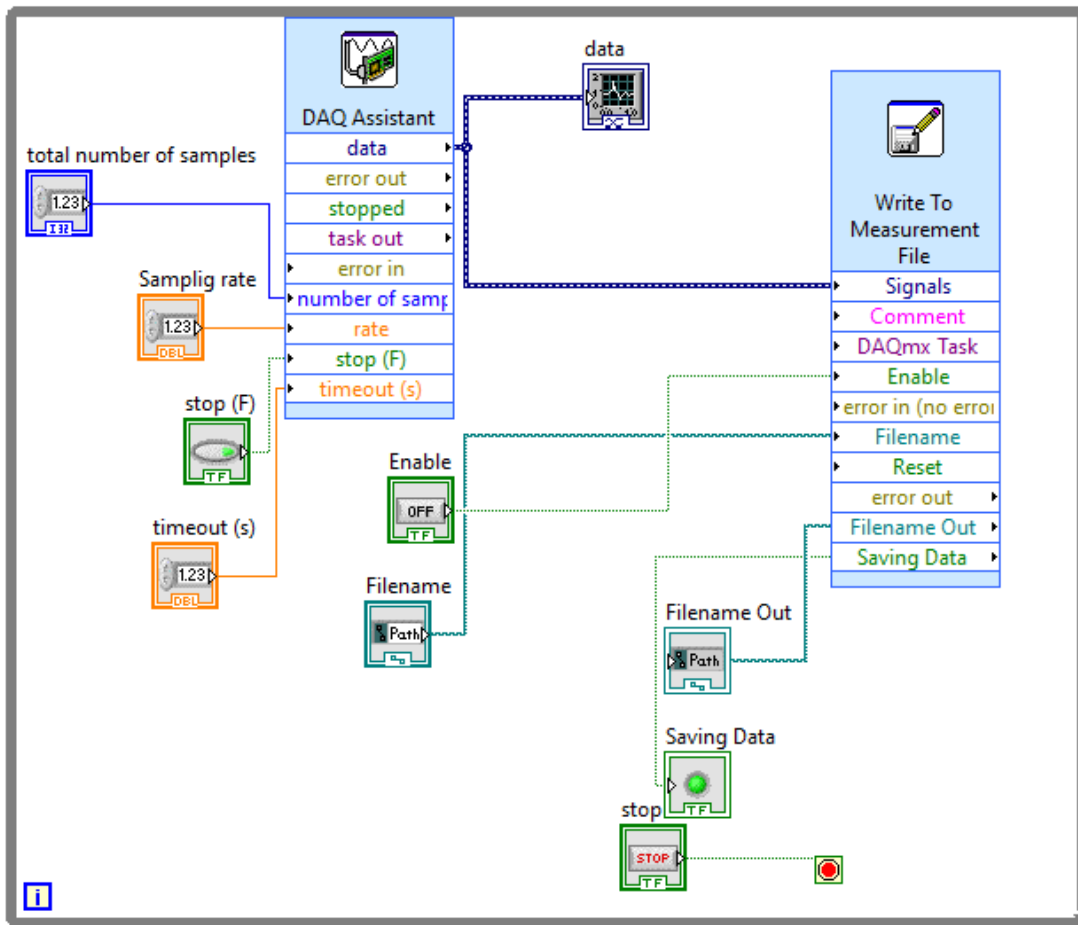 data
DAQ Assistant
data
error out
stopped
task out
error in
number of samp
rate
stop (F)
timeout (s)
total number of samples
1.23
I32
Samplig rate
1.23
DBL
stop (F)
TF
timeout (s)
1.23
DBL
Enable
OFF
TF
Filename
Path
Write To
Measurement
File
Signals
Comment
DAQmx Task
Enable
error in (no error
Filename
Reset
error out
Filename Out
Saving Data
Filename Out
Path
Saving Data
TF
stop
STOP
TF
i